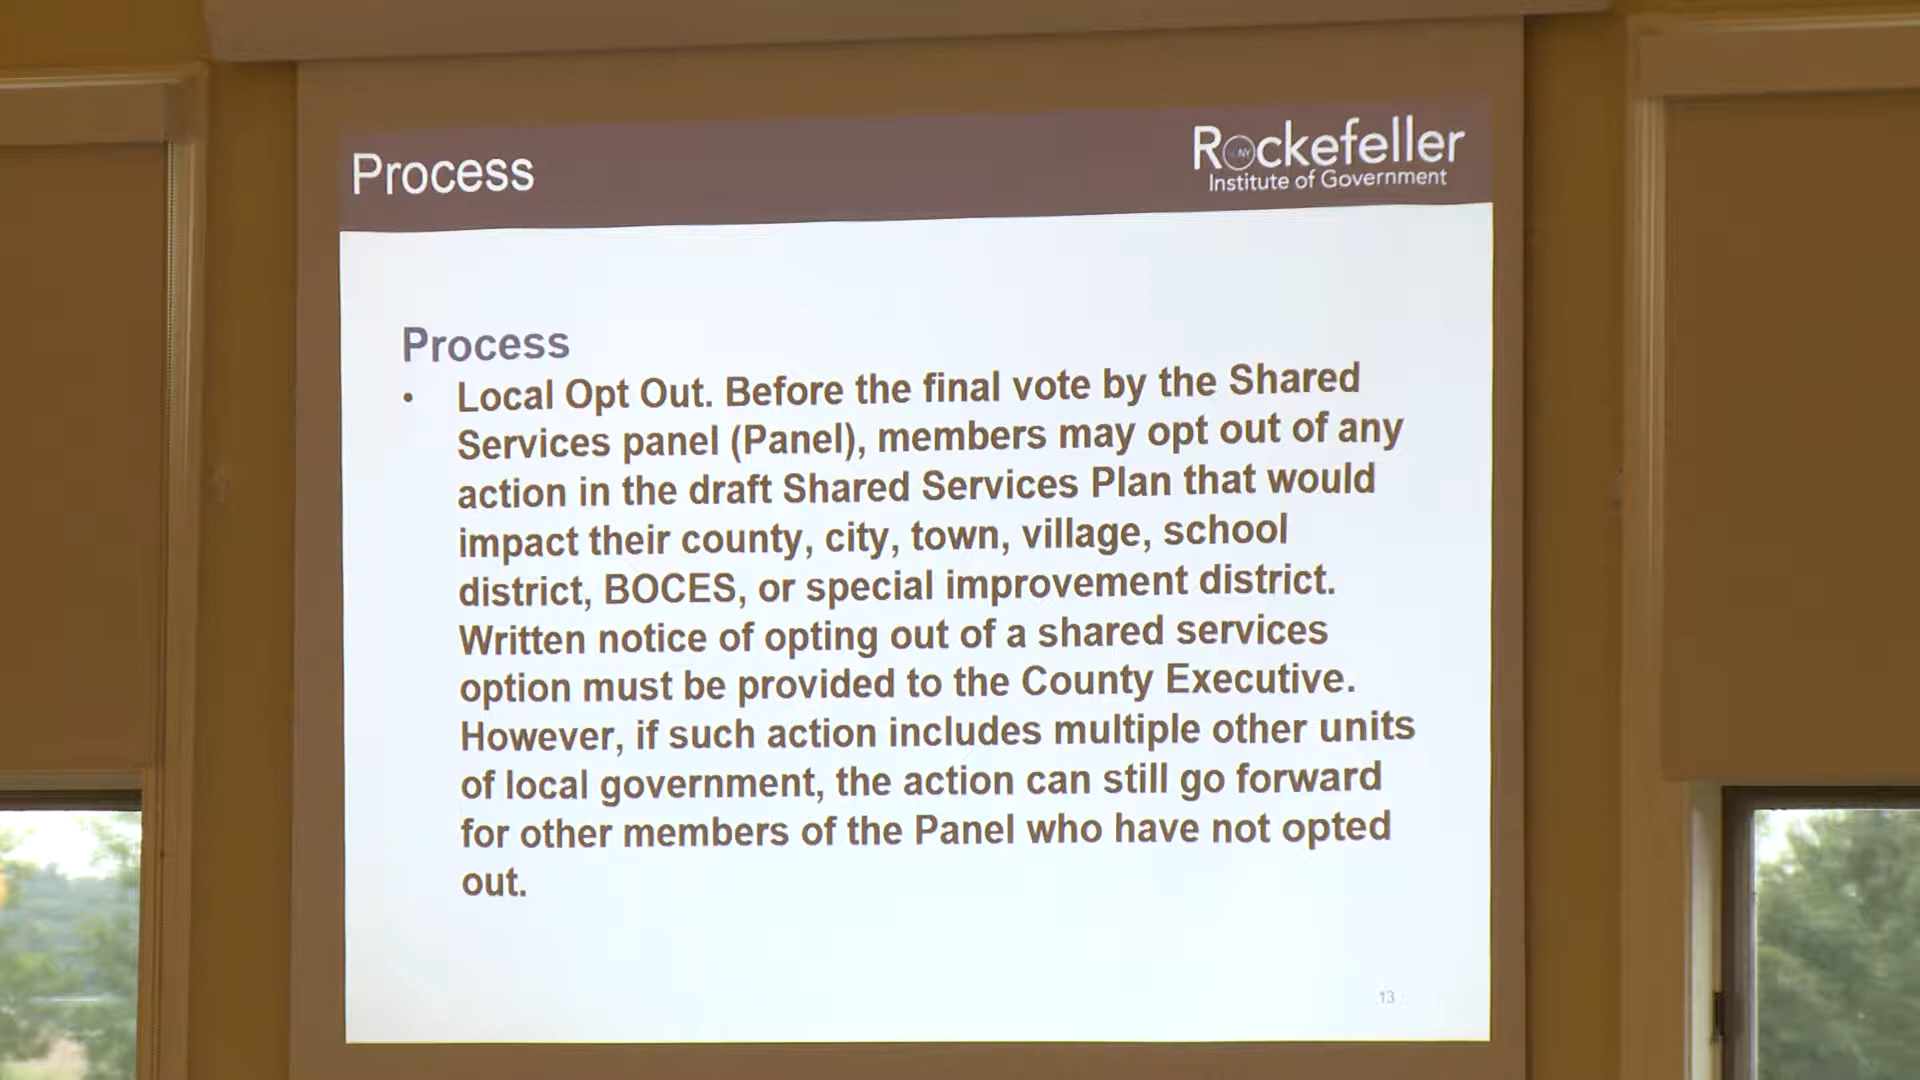 Process
Rockefeller
Institute of Government
Process
• Local Opt Out. Before the final vote by the Shared
Services panel (Panel), members may opt out of any
action in the draft Shared Services Plan that would
impact their county, city, town, village, school
district, BOCES, or special improvement district.
Written notice of opting out of a shared services
option must be provided to the County Executive.
However, if such action includes multiple other units
of local government, the action can still go forward
for other members of the Panel who have not opted
out.
13